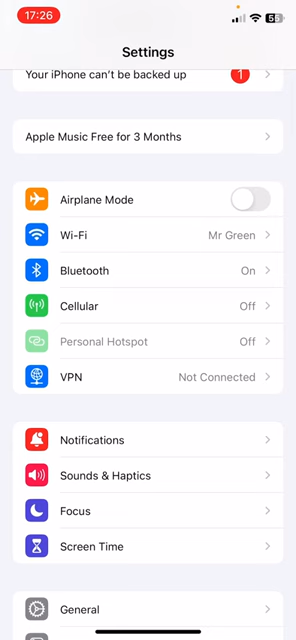 17:26
55
Settings
Your iPhone can't be backed up 1
Apple Music Free for 3 Months
Airplane Mode
Wi-Fi Mr Green
Bluetooth On
Cellular Off
Personal Hotspot Off
VPN Not Connected
Notifications
Sounds & Haptics
Focus
Screen Time
General